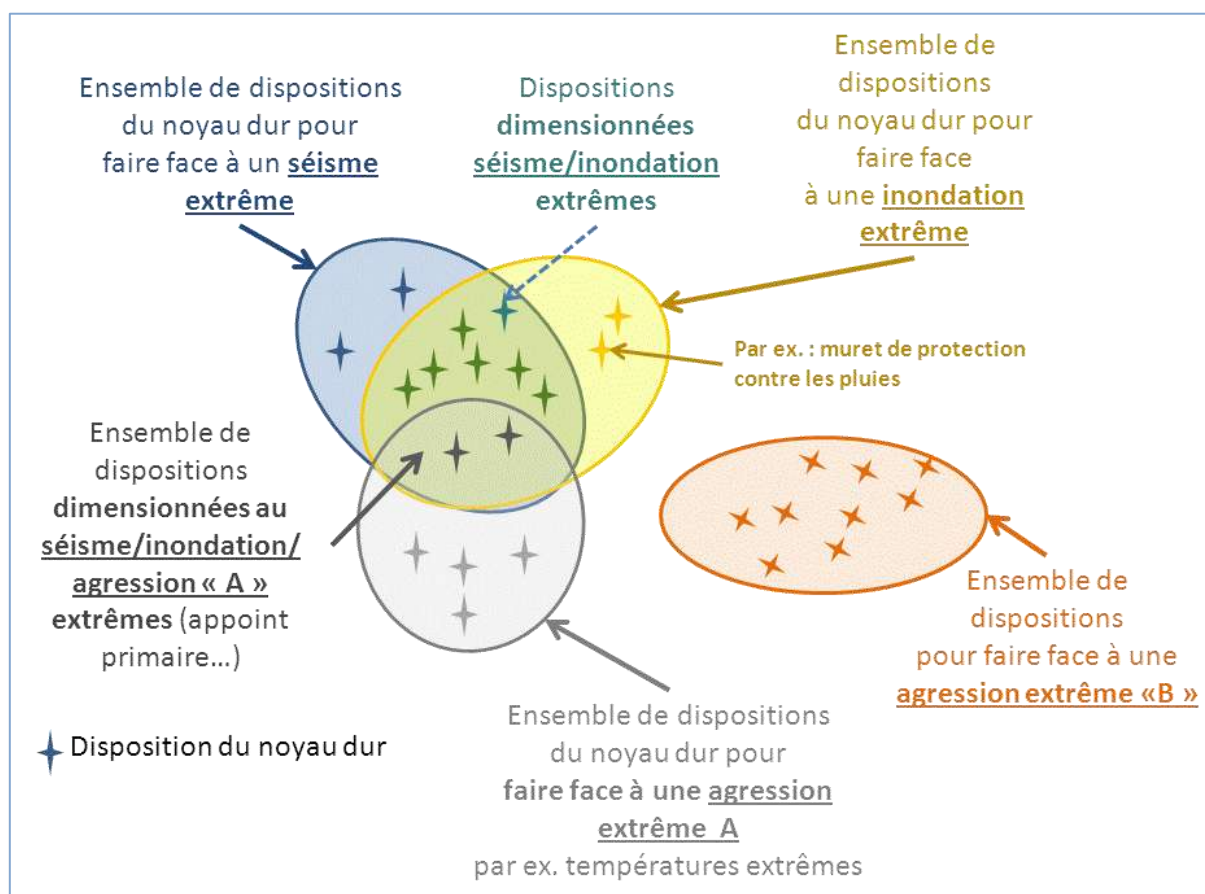 Ensemble de dispositions
du noyau dur pour
faire face à un séisme
extrême
Dispositions
dimensionnées
séisme/inondation
extrêmes
Ensemble de
dispositions
du noyau dur pour
faire face
à une inondation
extrême
Par ex. : muret de protection
contre les pluies
Ensemble de
dispositions
dimensionnées au
séisme/inondation/
agression « A »
extrêmes (appoint
primaire…)
Ensemble de
dispositions
pour faire face à une
agression extrême «B »
Disposition du noyau dur
Ensemble de dispositions
du noyau dur pour
faire face à une agression
extrême A
par ex. températures extrêmes